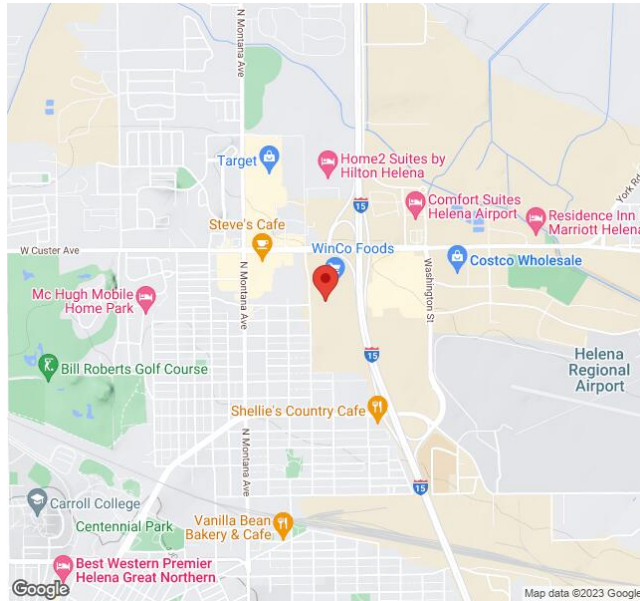 N Montana Ave
Target
Home2 Suites by
Hilton Helena
15
York Rd
Comfort Suites
Helena Airport
Residence Inn
Marriott Helena
Steve's Cafe
W Custer Ave
WinCo Foods
Costco Wholesale
Washington St
Mc Hugh Mobile
Home Park
N Montana Ave
Bill Roberts Golf Course
15
Helena
Regional
Airport
Shellie's Country Cafe
N Montana Ave
15
Carroll College
Centennial Park
Vanilla Bean
Bakery & Cafe
Best Western Premier
Helena Great Northern
Google
Map data ©2023 Google